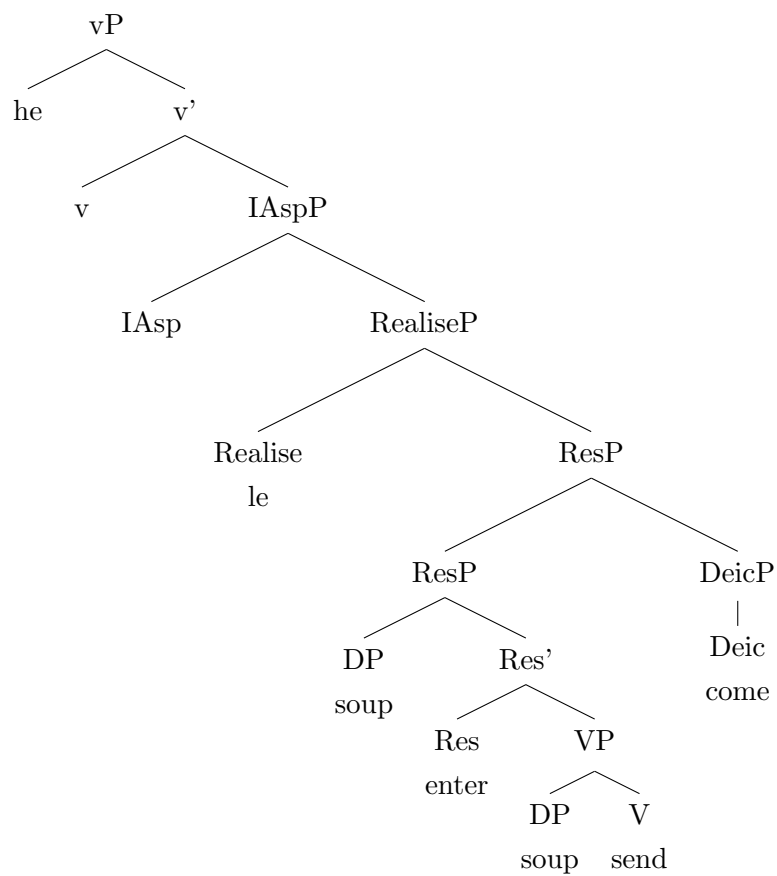 vP
he v'
v IAspP
IAsp RealiseP
Realise ResP
le
ResP DeicP
DP Res' Deic
soup come
Res VP
enter
DP V
soup send